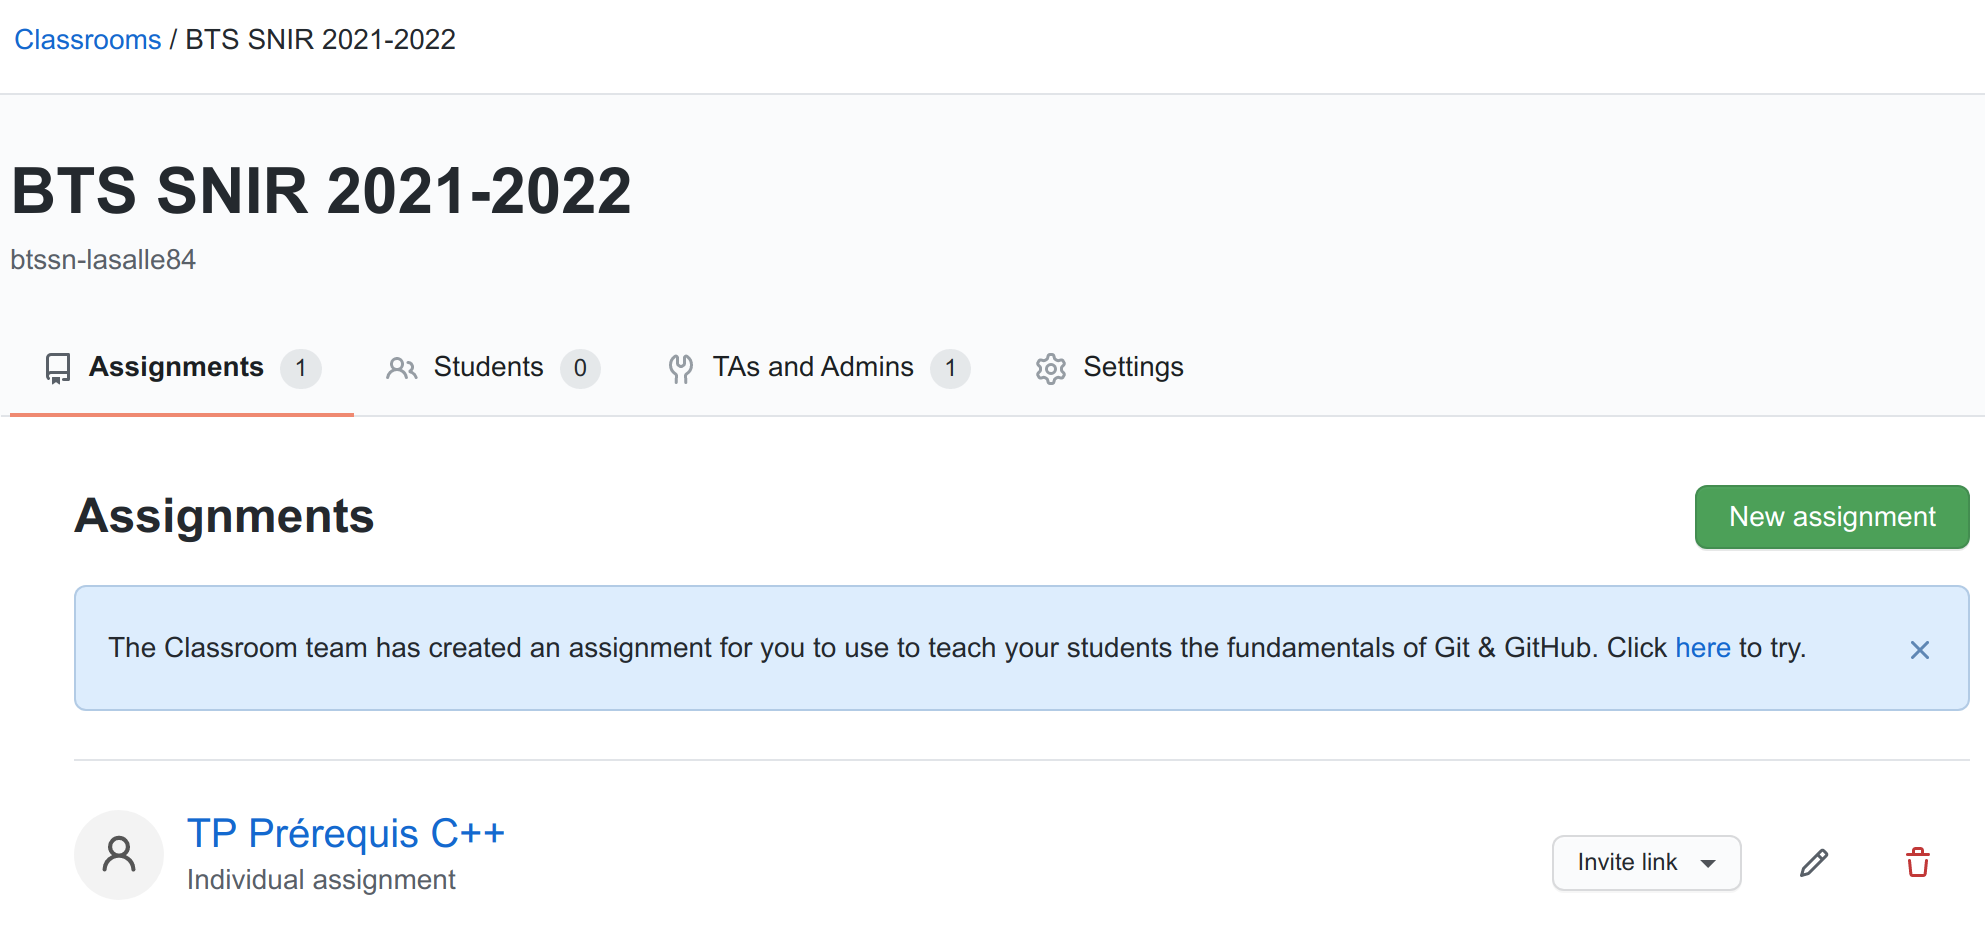 Classrooms / BTS SNIR 2021-2022
BTS SNIR 2021-2022
btssn-lasalle84
Assignments 1 Students 0 TAs and Admins 1 Settings
Assignments
New assignment
The Classroom team has created an assignment for you to use to teach your students the fundamentals of Git & GitHub. Click here to try.
TP Prérequis C++
Individual assignment
Invite link